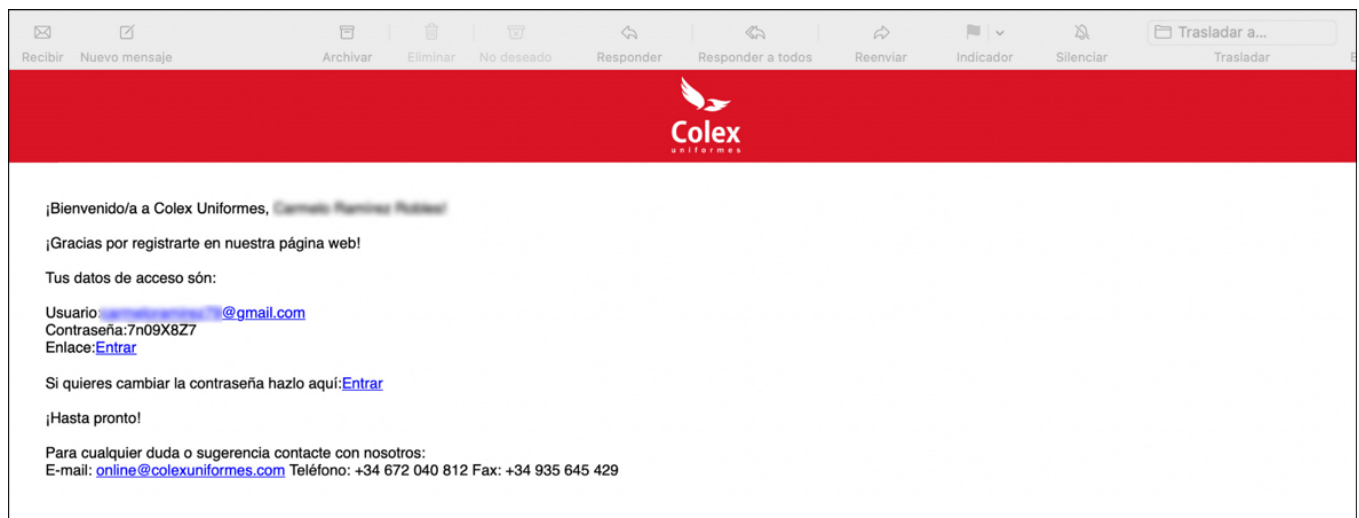 Recibir Nuevo mensaje Archivar Eliminar No deseado Responder Responder a todos Reenviar Indicador Silenciar Trasladar a...
Trasladar
Colex
uniformes
¡Bienvenido/a a Colex Uniformes,
¡Gracias por registrarte en nuestra página web!
Tus datos de acceso són:
Usuario: @gmail.com
Contraseña:7n09X8Z7
Enlace:Entrar
Si quieres cambiar la contraseña hazlo aquí:Entrar
¡Hasta pronto!
Para cualquier duda o sugerencia contacte con nosotros:
E-mail: online@colexuniformes.com Teléfono: +34 672 040 812 Fax: +34 935 645 429